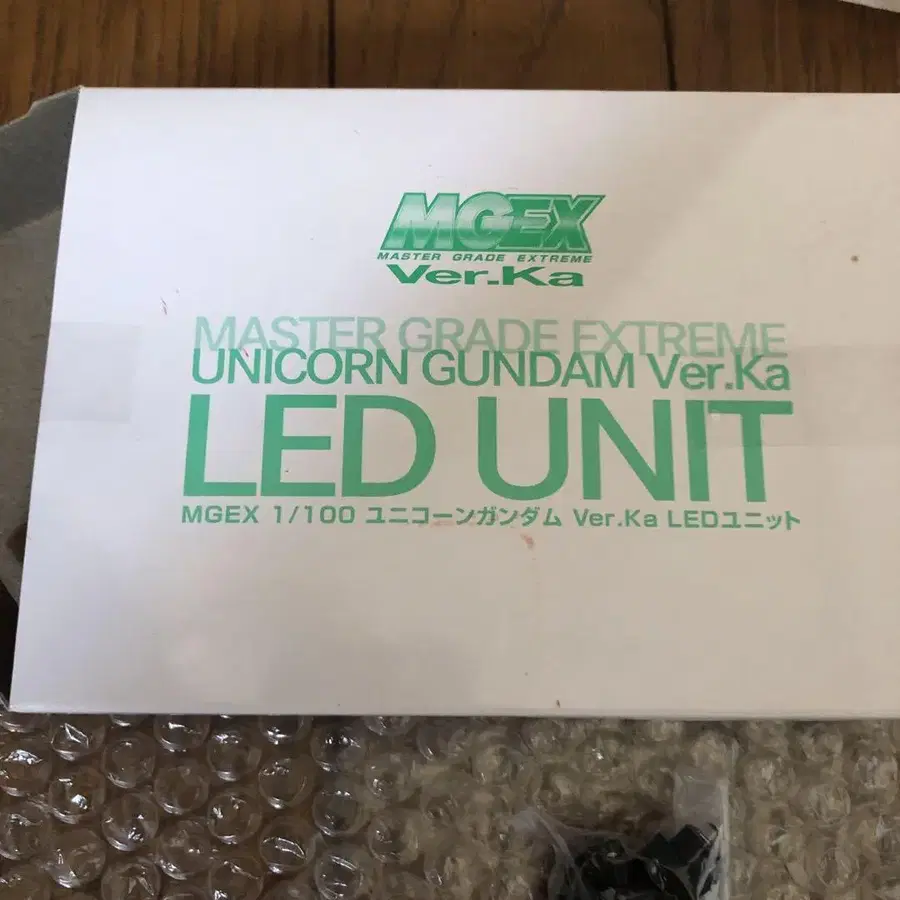 MGEX
MASTER GRADE EXTREME
Ver.Ka
MASTER GRADE EXTREME
UNICORN GUNDAM Ver.Ka
LED UNIT
MGEX 1/100 ユニコーンガンダム Ver.Ka LEDユニット